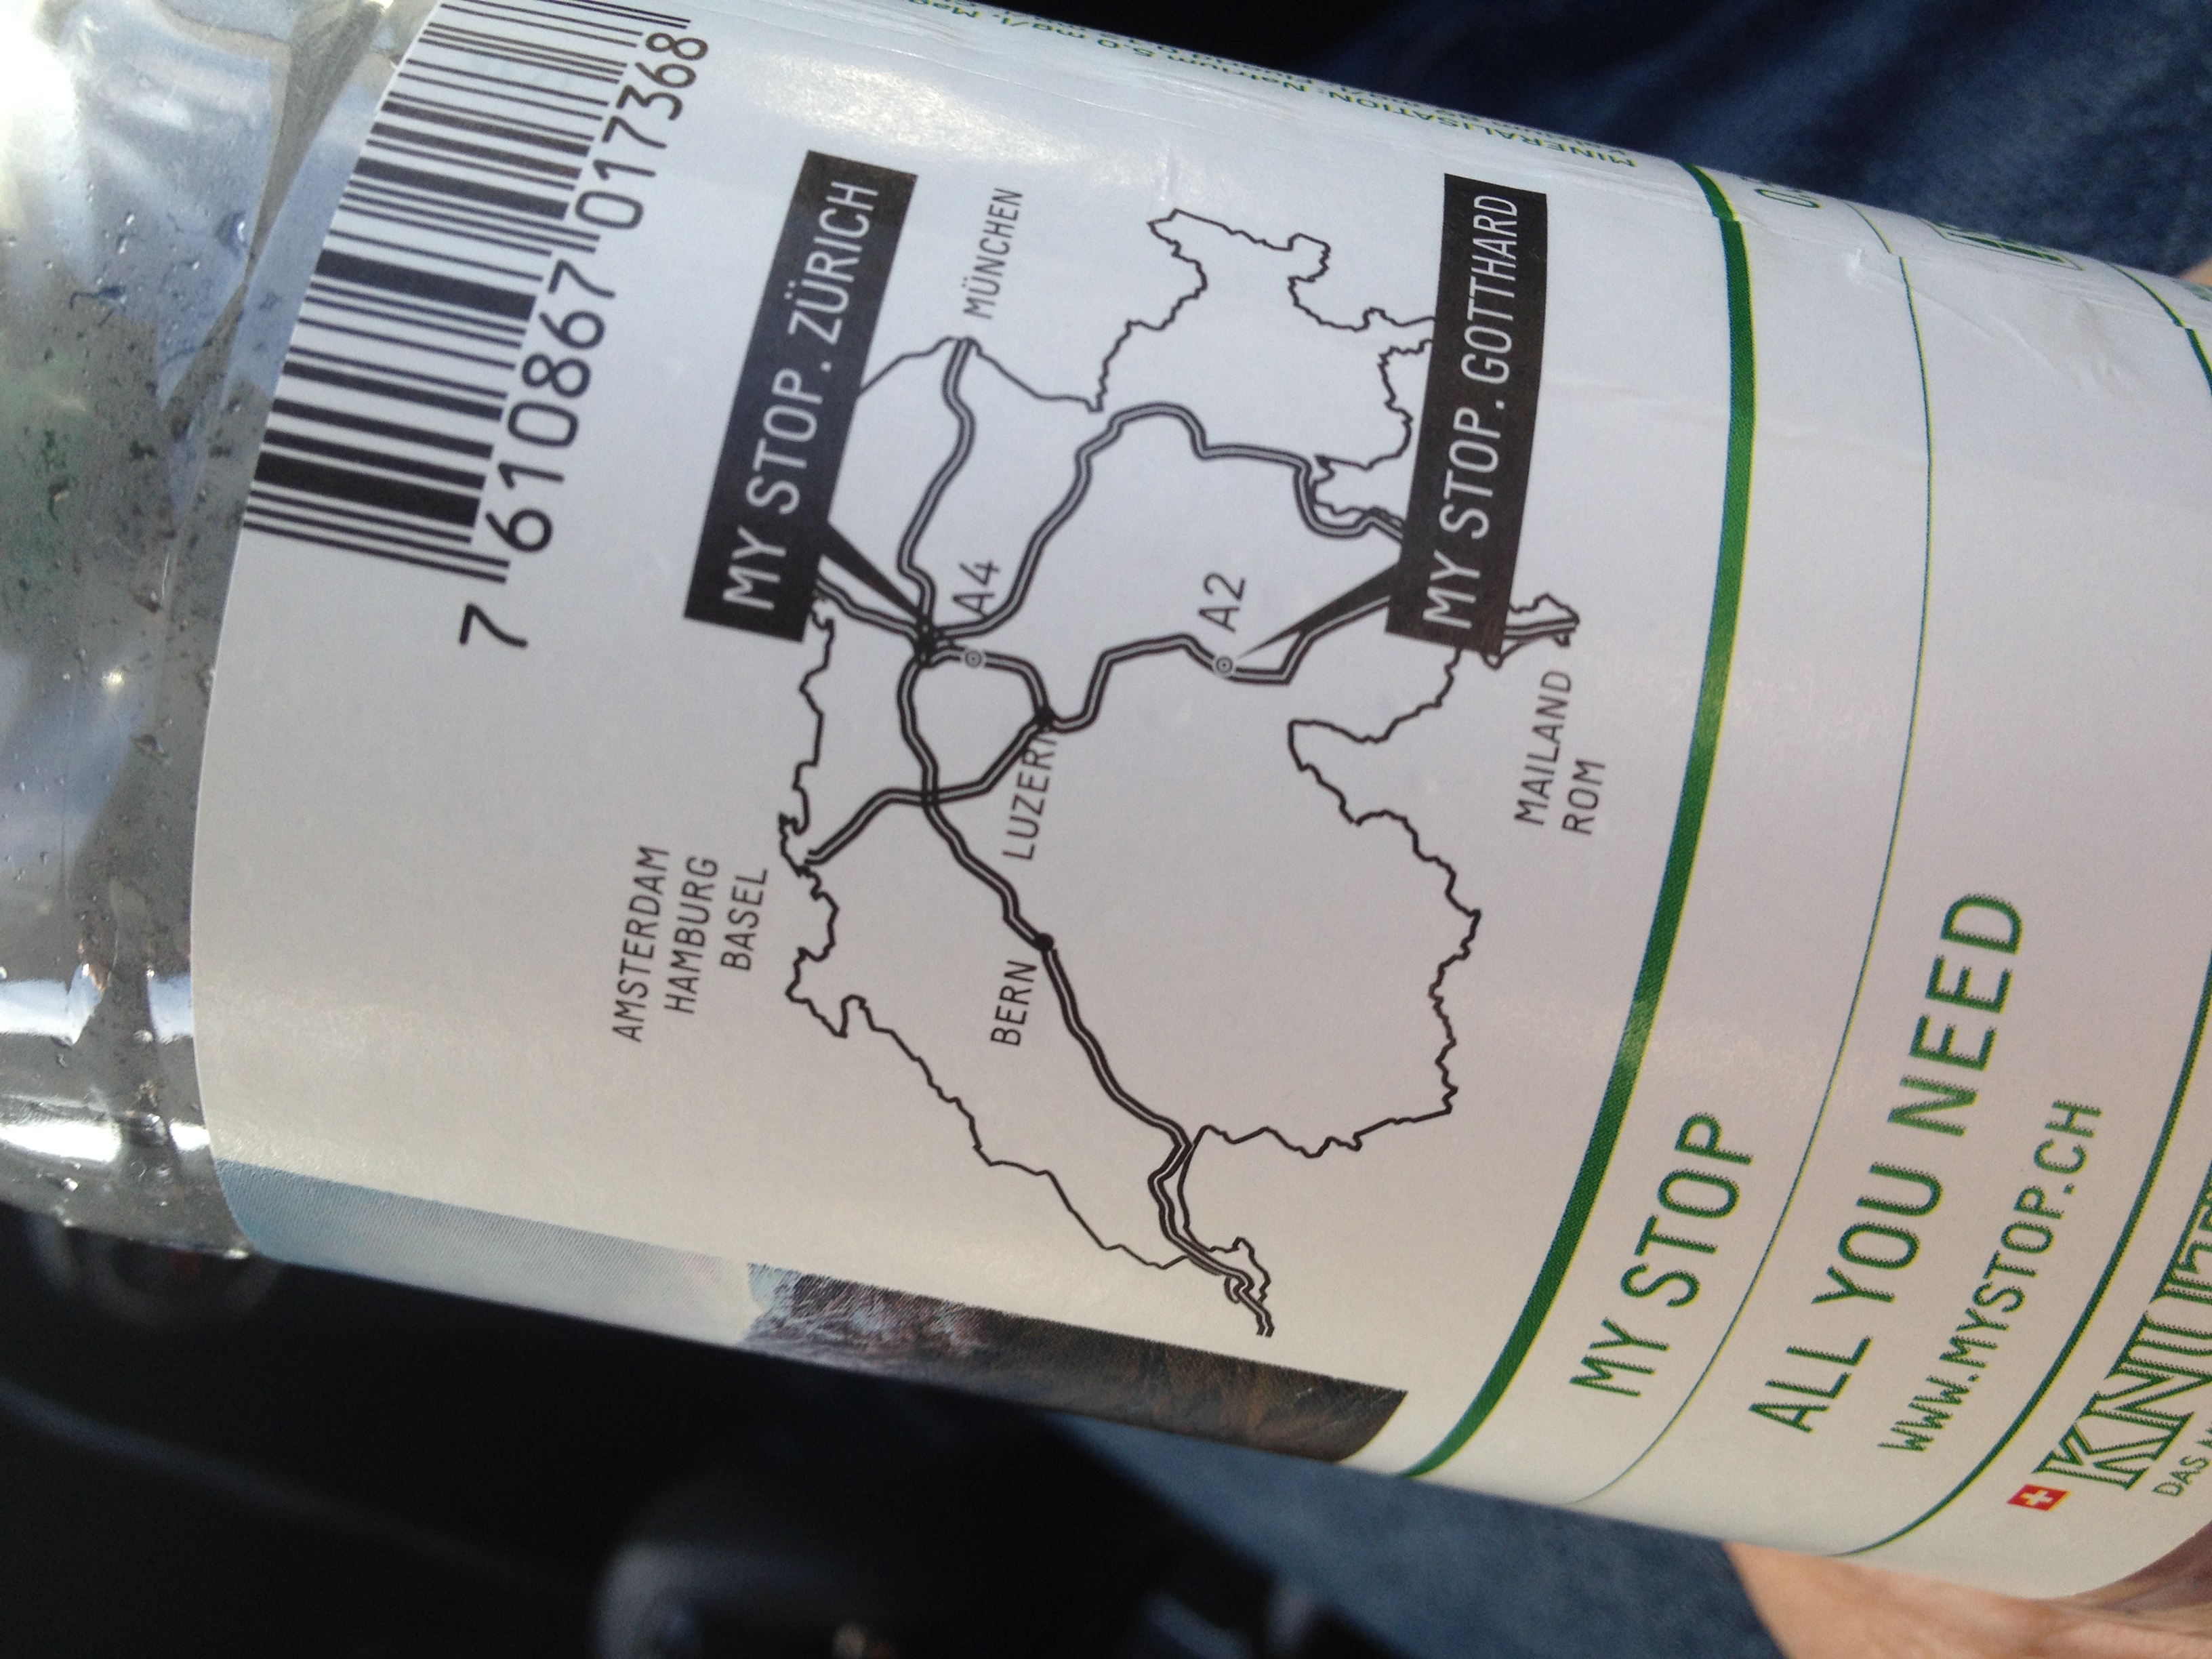 7 610867 017368
MY STOP. ZÜRICH
MÜNCHEN
AMSTERDAM
HAMBURG
BASEL
A4
LUZERN
BERN
A2
MY STOP. GOTTHARD
MAILAND
ROM
MY STOP
ALL YOU NEED
WWW.MYSTOP.CH